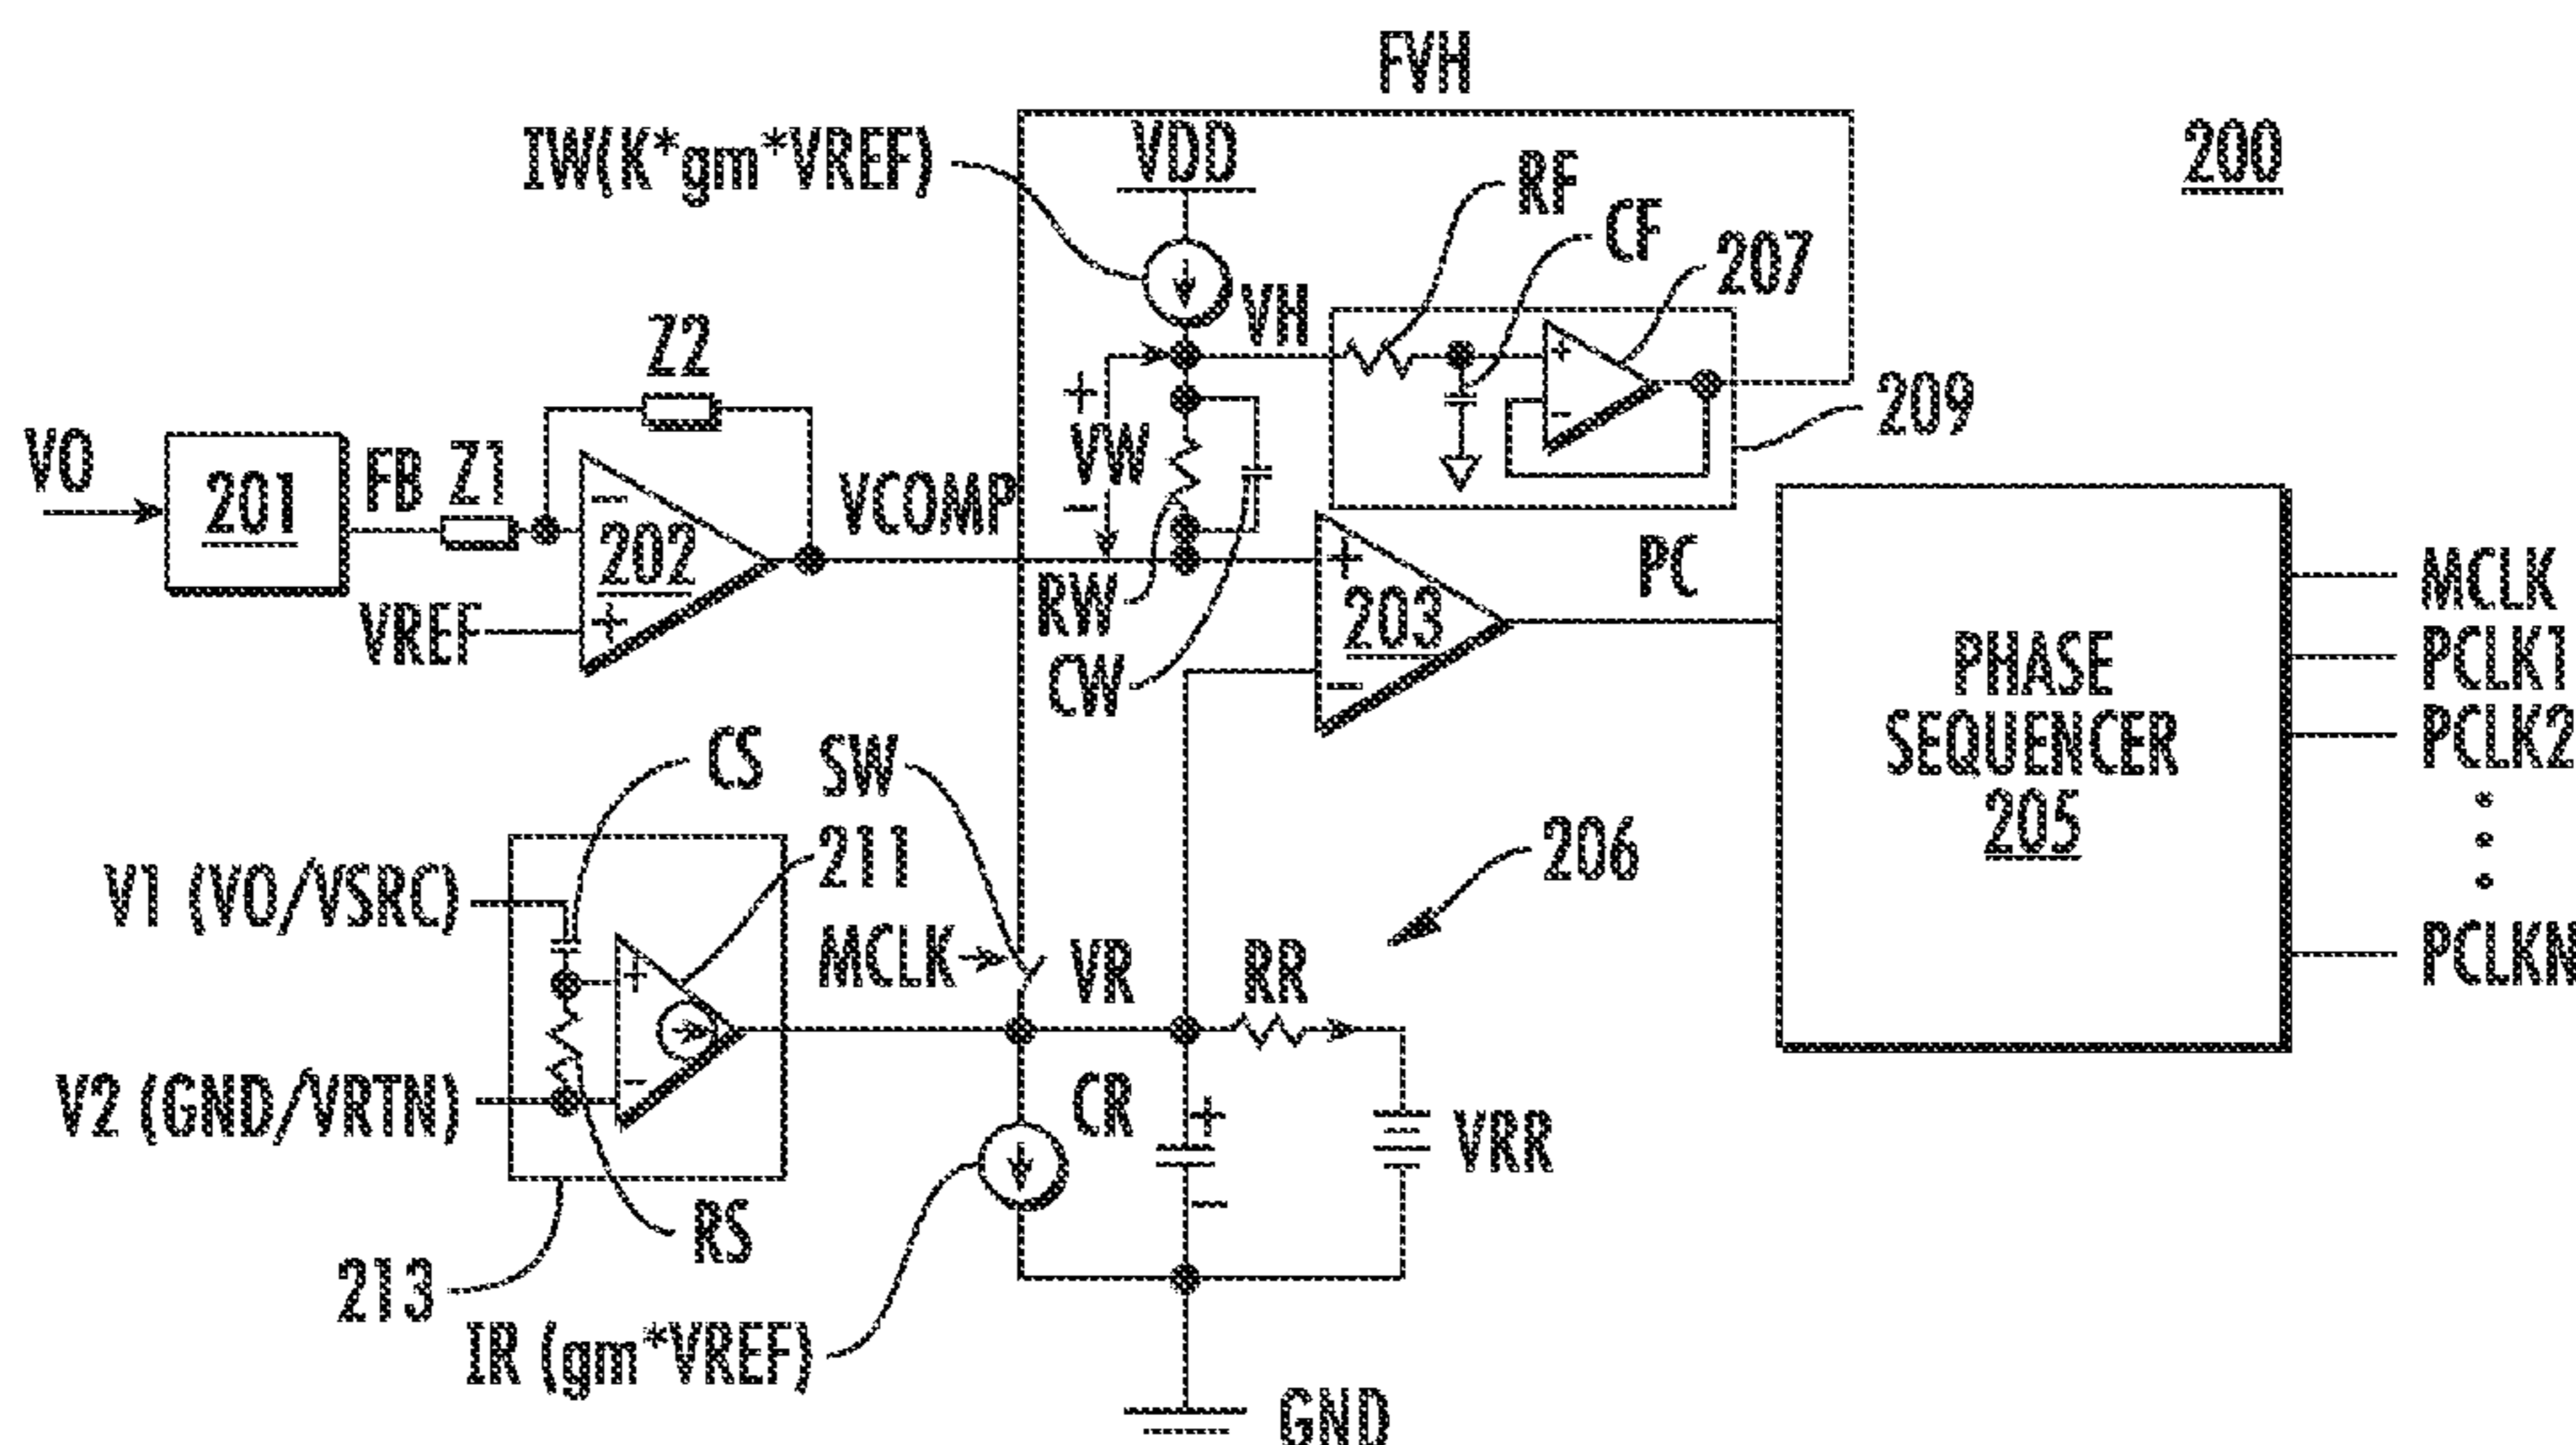 FVH
IW(K*gm*VREF)
VDD
RF
CF
207
200
VH
Z2
+
VW
−
+
−
209
VO
201
FB
Z1
−
202
+
VREF
VCOMP
RW
CW
+
203
−
PC
PHASE
SEQUENCER
205
MCLK
PCLK1
PCLK2
PCLKN
CS
SW
211
206
V1 (VO/VSRC)
MCLK
VR
RR
+
−
V2 (GND/VRTN)
CR
+
−
VRR
RS
213
IR (gm*VREF)
GND